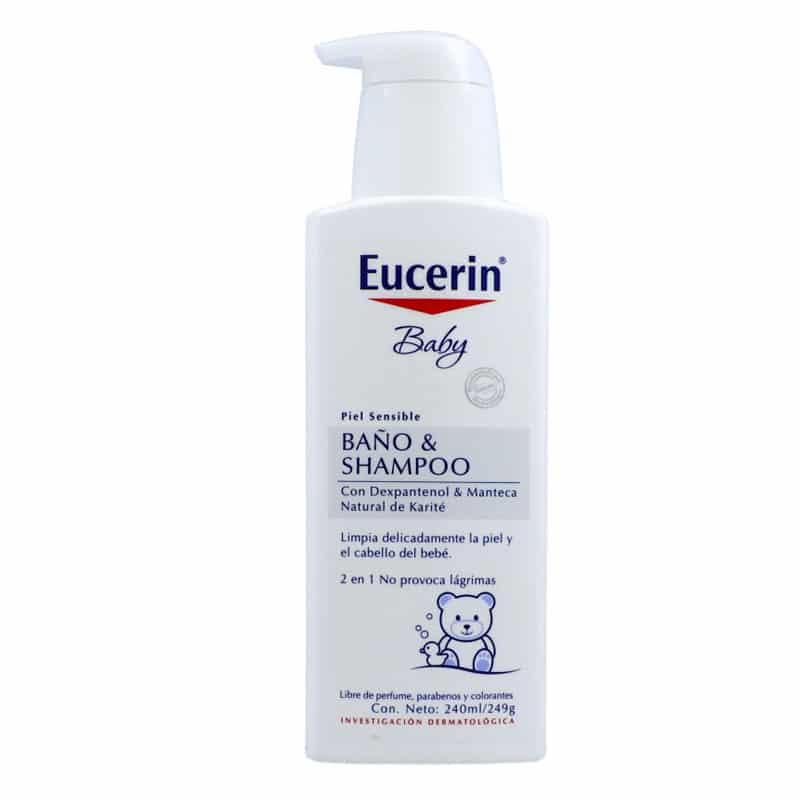 Eucerin®
Baby
Piel Sensible
BAÑO &
SHAMPOO
Con Dexpantenol & Manteca
Natural de Karité
Limpia delicadamente la piel y
el cabello del bebé.
2 en 1 No provoca lágrimas
Libre de perfume, parabenos y colorantes
Con. Neto: 240ml/249g
INVESTIGACIÓN DERMATOLÓGICA